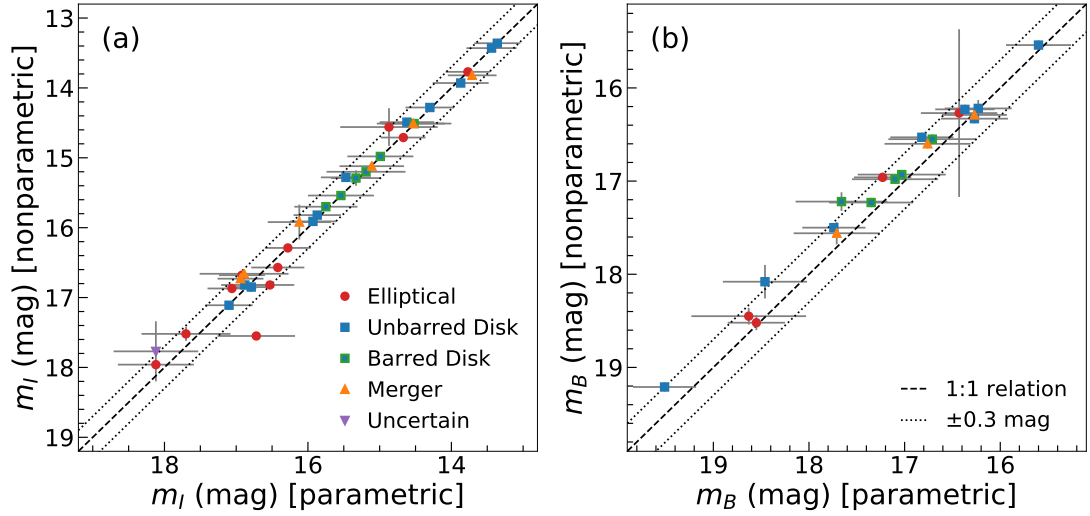 (a)
13
14
15
16
17
18
19
m_I (mag) [nonparametric]
Elliptical
Unbarred Disk
Barred Disk
Merger
Uncertain
18 16 14
m_I (mag) [parametric]
(b)
16
17
18
19
m_B (mag) [nonparametric]
1:1 relation
±0.3 mag
19 18 17 16
m_B (mag) [parametric]